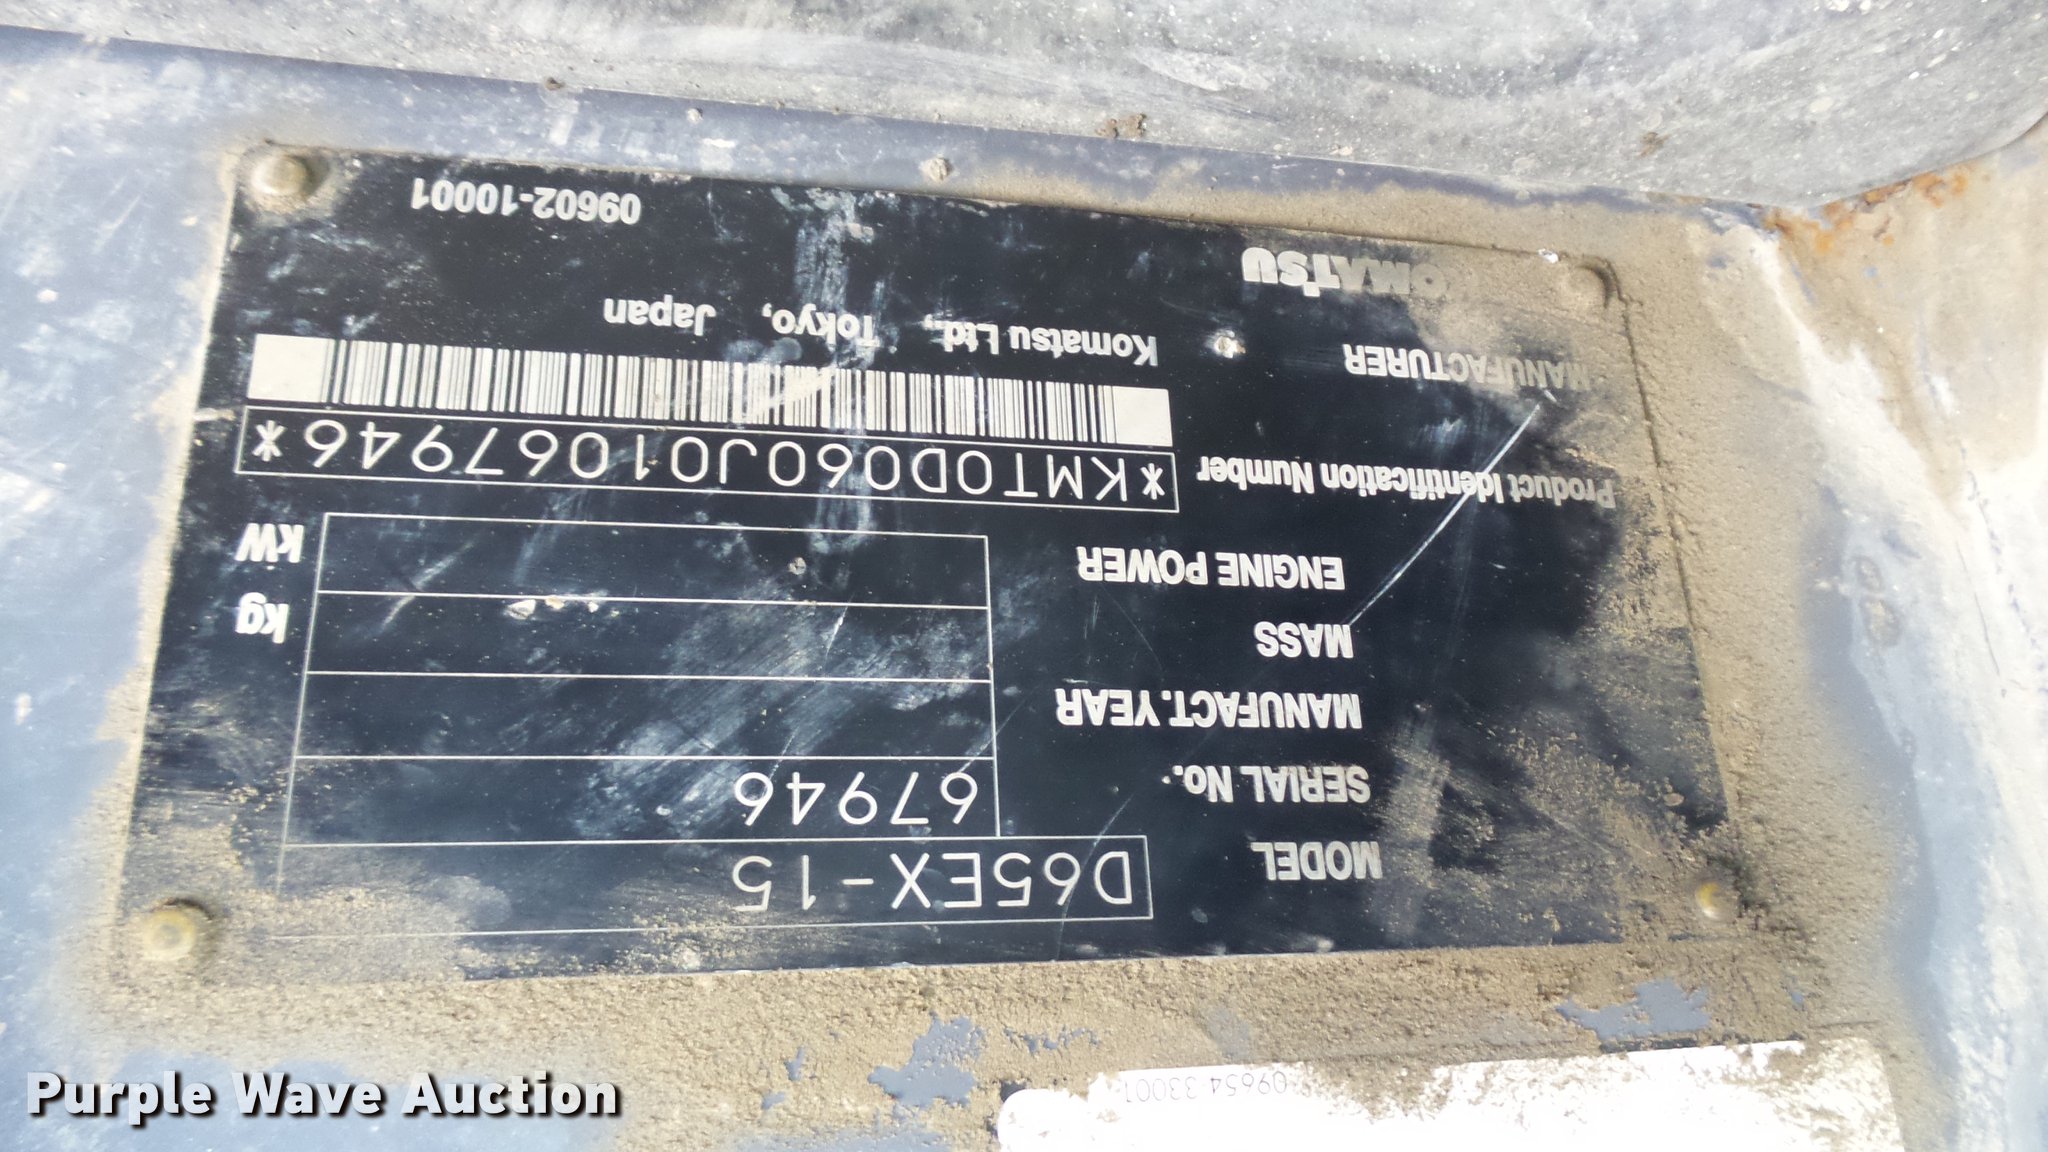 MODEL D65EX-15
SERIAL No. 67946
MANUFACT. YEAR
MASS kg
ENGINE POWER kW
Product Identification Number *KMT0D060J01067946*
MANUFACTURER Komatsu Ltd., Tokyo, Japan
KOMATSU 09602-10001
09654-33001
Purple Wave Auction